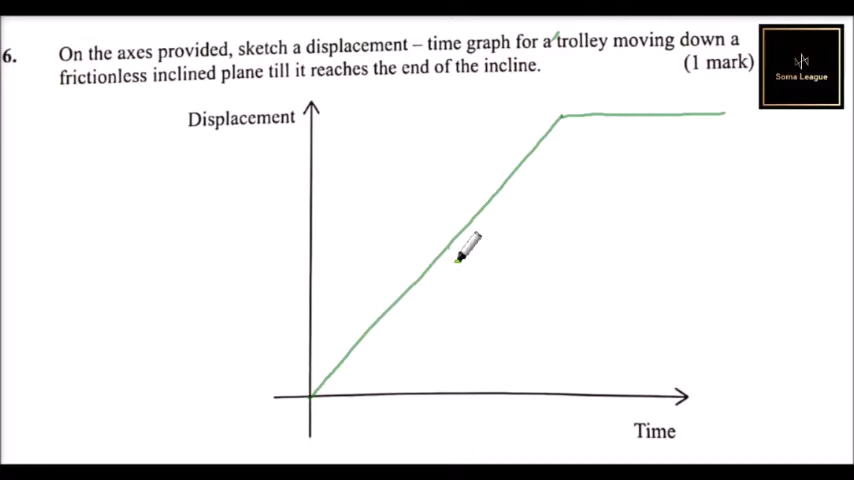 6. On the axes provided, sketch a displacement – time graph for a trolley moving down a
frictionless inclined plane till it reaches the end of the incline. (1 mark)
Soma League
Displacement
Time